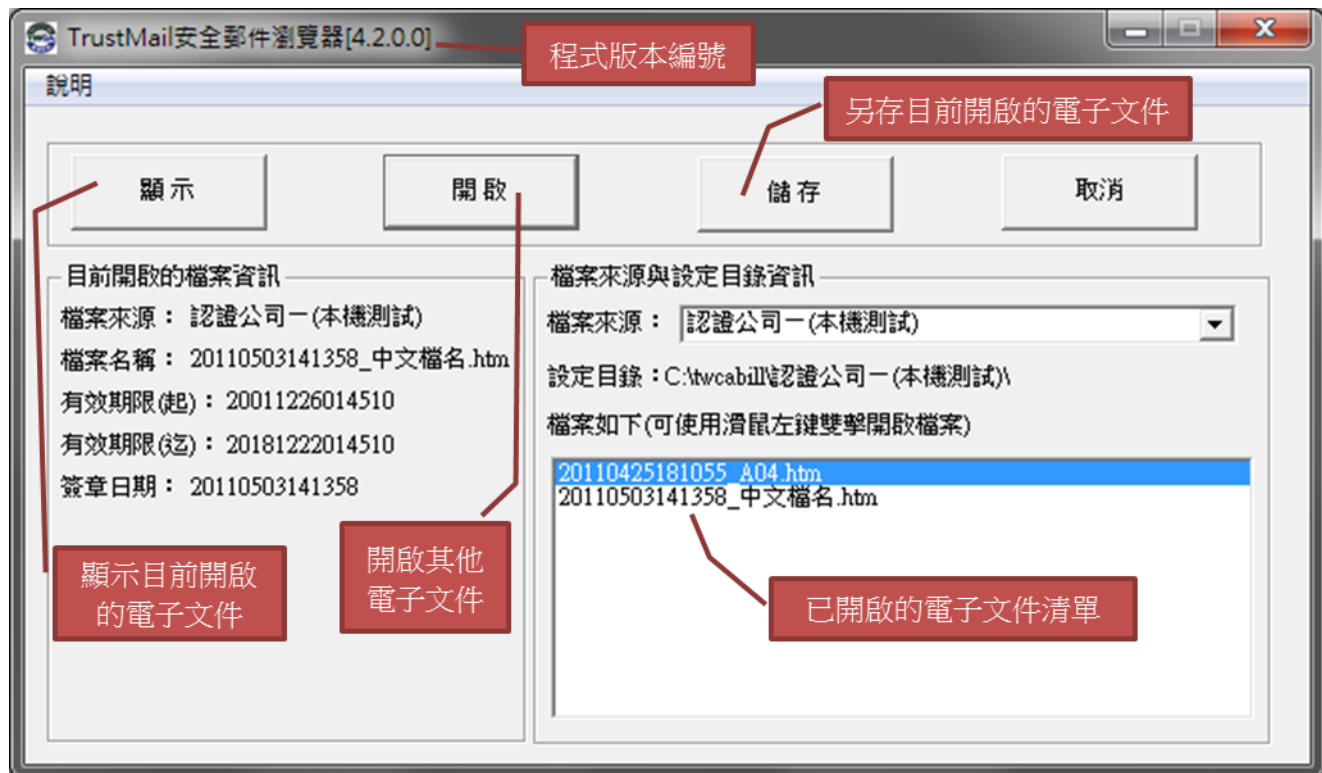 TrustMail安全郵件瀏覽器[4.2.0.0]
程式版本編號
說明
另存目前開啟的電子文件
顯示
開啟
儲存
取消
目前開啟的檔案資訊
檔案來源： 認證公司－(本機測試)
檔案名稱： 20110503141358_中文檔名.htm
有效期限(起)： 20011226014510
有效期限(迄)： 20181222014510
簽章日期： 20110503141358
顯示目前開啟
的電子文件
開啟其他
電子文件
檔案來源與設定目錄資訊
檔案來源： 認證公司－(本機測試)
設定目錄：C:\twcabill\認證公司－(本機測試)\
檔案如下(可使用滑鼠左鍵雙擊開啟檔案)
20110425181055_A04.htm
20110503141358_中文檔名.htm
已開啟的電子文件清單